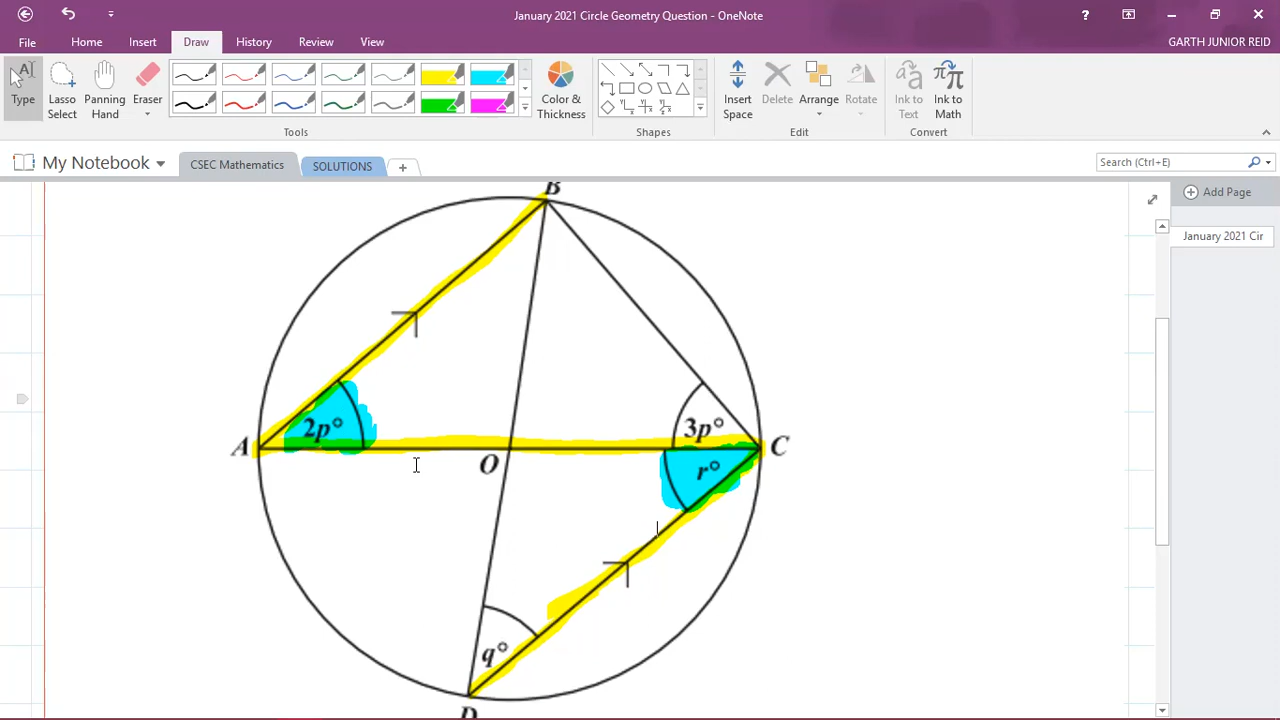 January 2021 Circle Geometry Question - OneNote
File Home Insert Draw History Review View GARTH JUNIOR REID
Type Lasso Select Panning Hand Eraser Color & Thickness Insert Space Delete Arrange Rotate Ink to Text Ink to Math
Tools Shapes Edit Convert
My Notebook CSEC Mathematics SOLUTIONS Search (Ctrl+E)
Add Page
January 2021 Cir
B
2p° 3p°
A C
O r°
q°
D